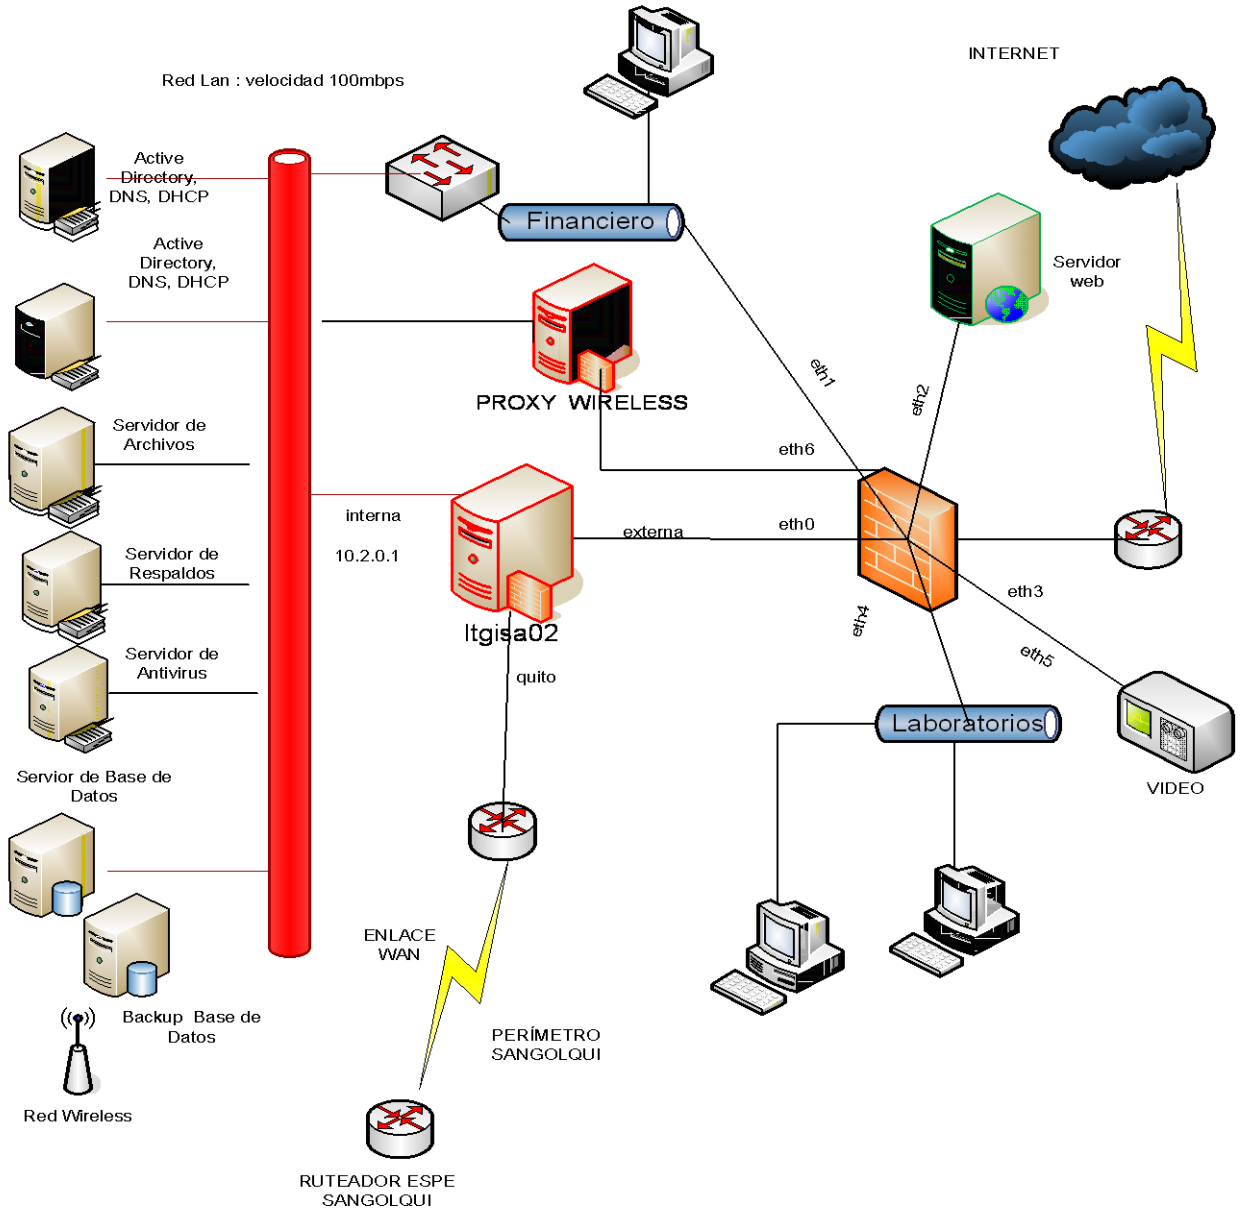 INTERNET
Red Lan : velocidad 100mbps
Active
Directory,
DNS, DHCP
Financiero
Active
Directory,
DNS, DHCP
Servidor
web
eth1
eth2
PROXY WIRELESS
Servidor de
Archivos
eth6
interna
10.2.0.1
externa
eth0
Servidor de
Respaldos
eth3
eth4
ltgisa02
eth5
Servidor de
Antivirus
quito
Laboratorios
Servior de Base de
Datos
VIDEO
ENLACE
WAN
Backup Base de
Datos
PERÍMETRO
SANGOLQUI
Red Wireless
RUTEADOR ESPE
SANGOLQUI